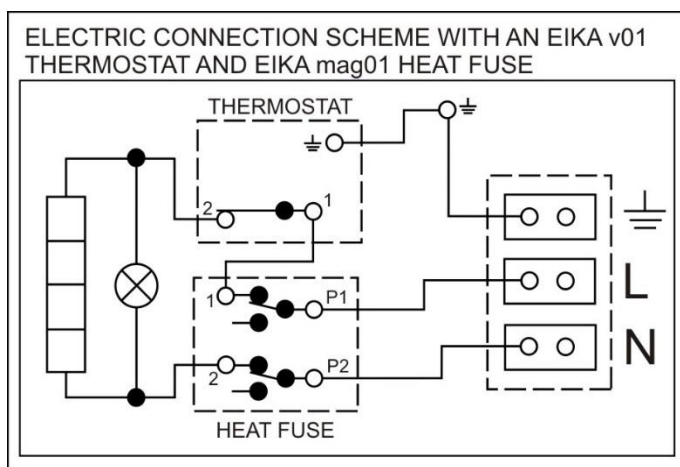 ELECTRIC CONNECTION SCHEME WITH AN EIKA v01
THERMOSTAT AND EIKA mag01 HEAT FUSE
THERMOSTAT
2 1
1 P1
L
2 P2
N
HEAT FUSE